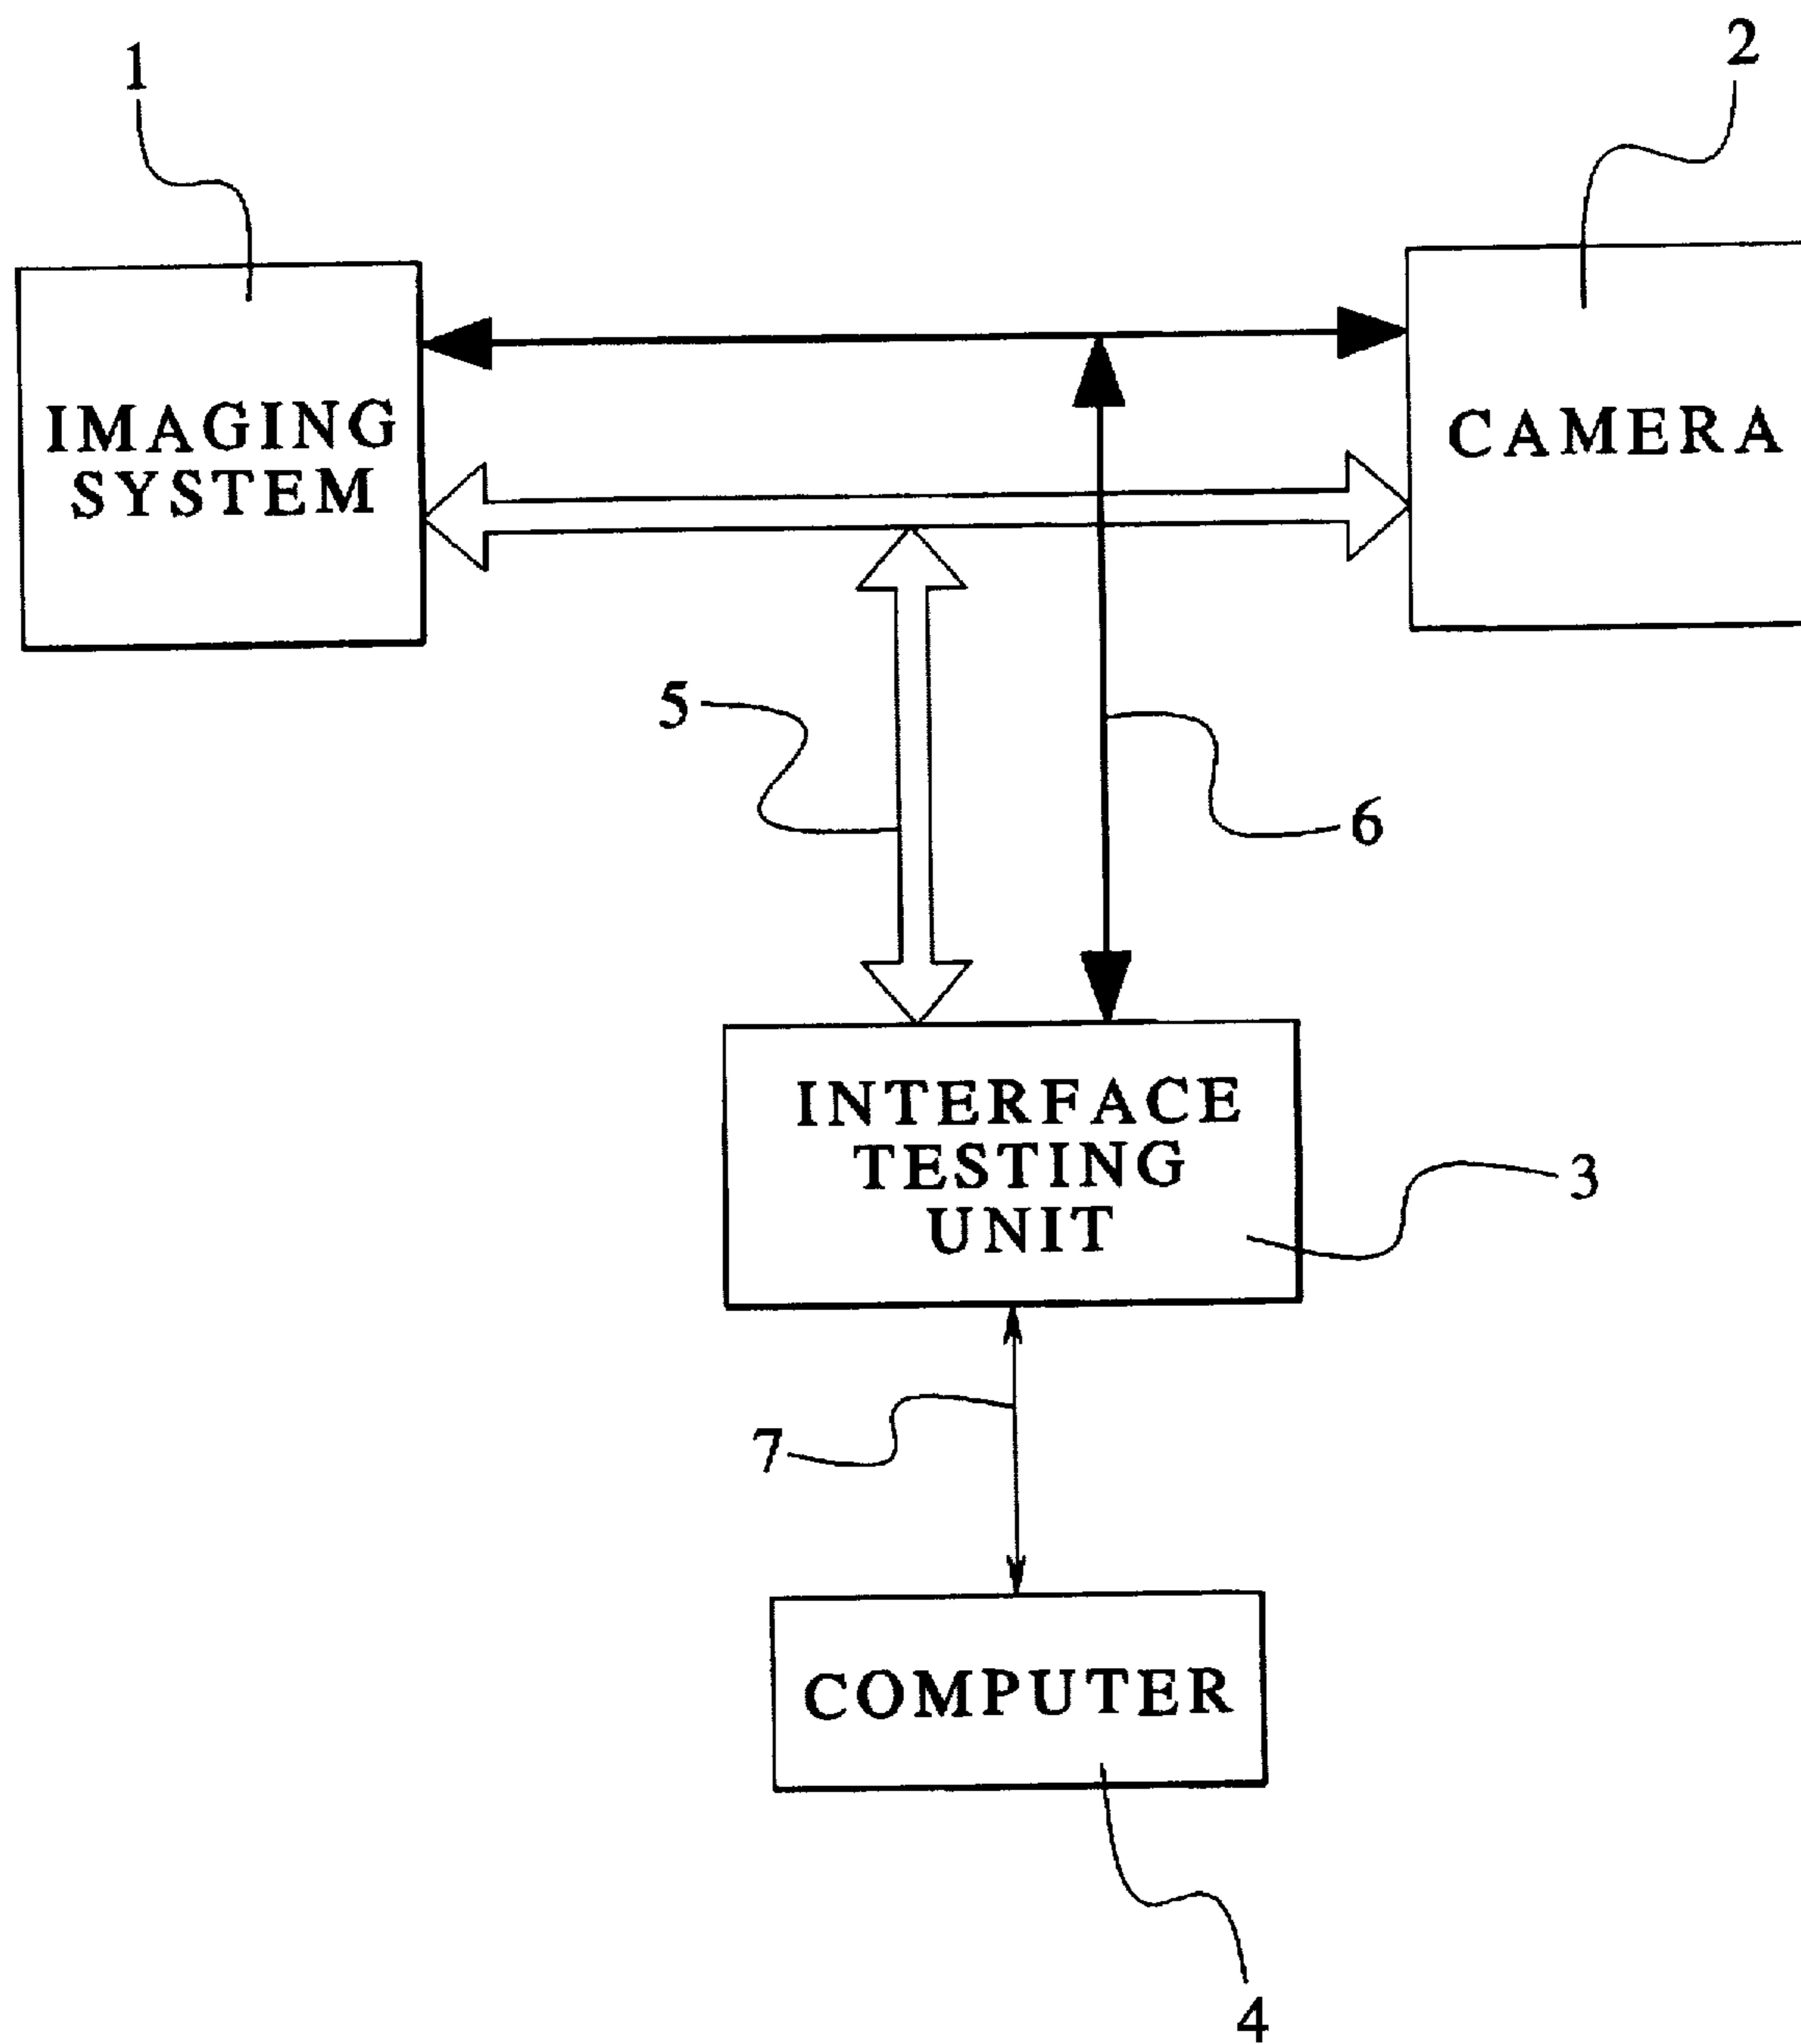 1
2
IMAGING
SYSTEM
CAMERA
5
6
INTERFACE
TESTING
UNIT
3
7
COMPUTER
4